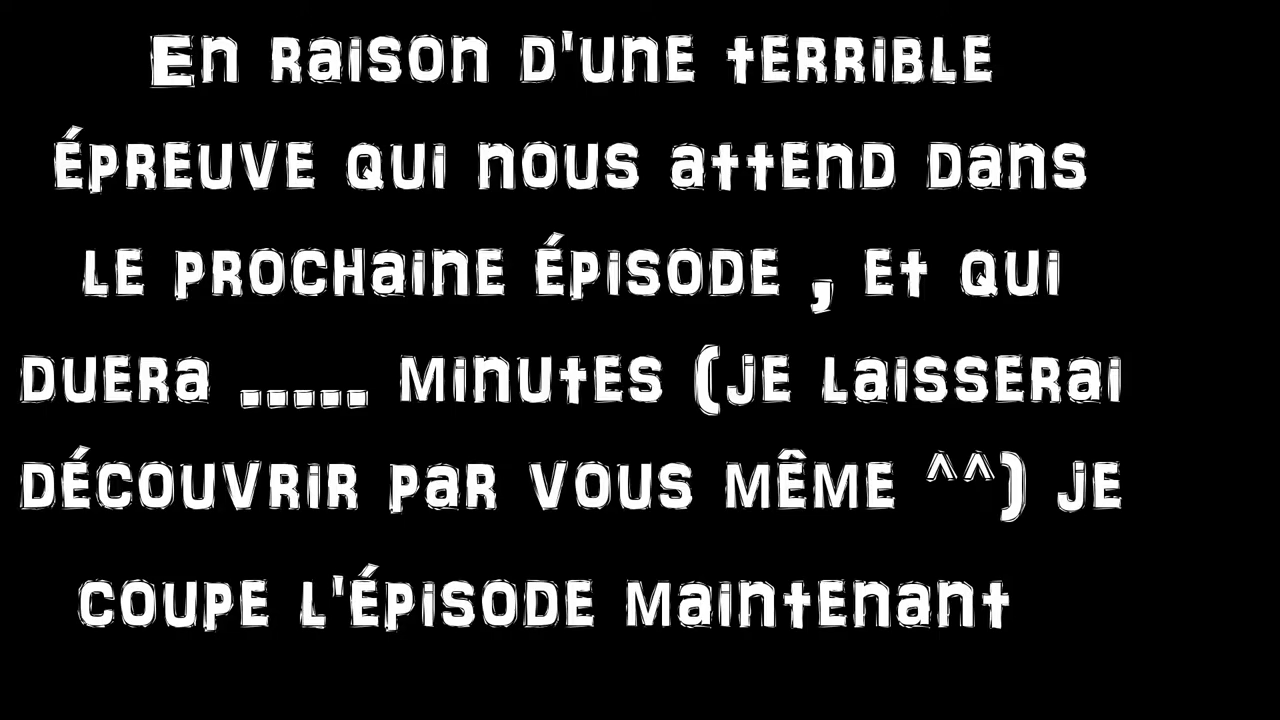 En raison d'une terrible
épreuve qui nous attend dans
le prochaine épisode , et qui
duera ..... minutes (je laisserai
découvrir par vous même ^^) je
coupe l'épisode maintenant